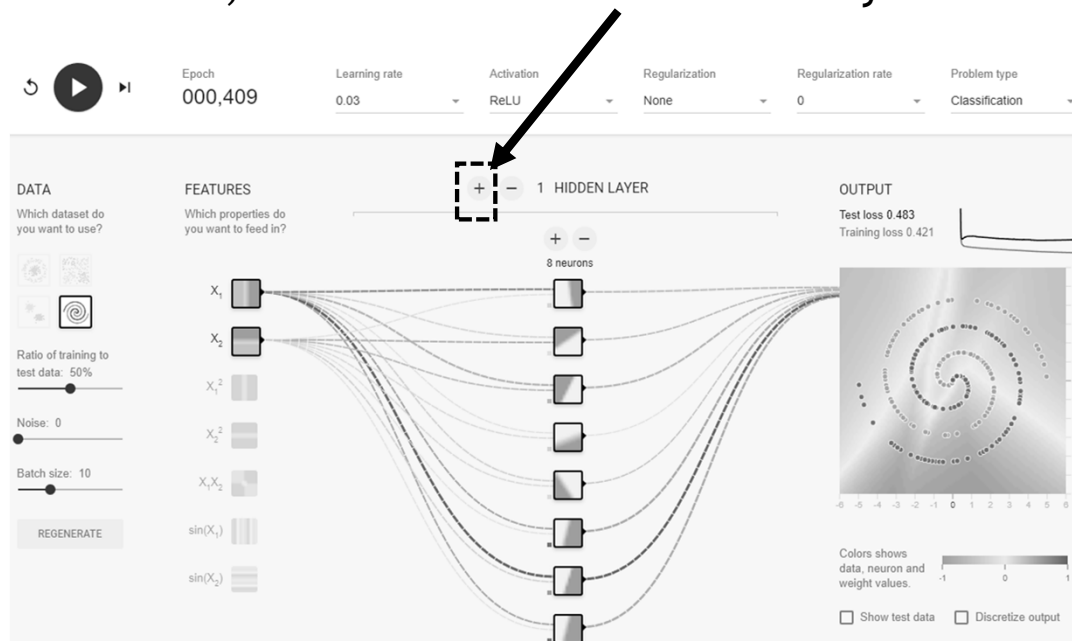 Epoch
000,409
Learning rate
0.03
Activation
ReLU
Regularization
None
Regularization rate
0
Problem type
Classification
DATA
Which dataset do
you want to use?
Ratio of training to
test data: 50%
Noise: 0
Batch size: 10
REGENERATE
FEATURES
Which properties do
you want to feed in?
X₁
X₂
X₁²
X₂²
X₁X₂
sin(X₁)
sin(X₂)
+ − 1 HIDDEN LAYER
+ −
8 neurons
OUTPUT
Test loss 0.483
Training loss 0.421
-6 -5 -4 -3 -2 -1 0 1 2 3 4 5 6
Colors shows
data, neuron and
weight values.
-1 0 1
Show test data
Discretize output